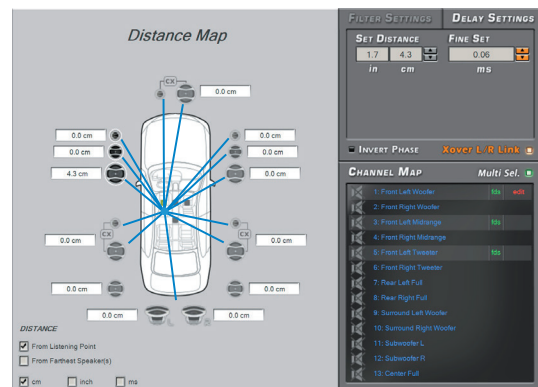 Distance Map
CX
0.0 cm
0.0 cm
0.0 cm
0.0 cm
0.0 cm
4.3 cm
0.0 cm
CX
CX
0.0 cm
0.0 cm
0.0 cm
0.0 cm
0.0 cm
L
R
0.0 cm
DISTANCE
From Listening Point
From Farthest Speaker(s)
cm
inch
ms
FILTER SETTINGS
DELAY SETTINGS
SET DISTANCE
FINE SET
1.7
4.3
0.06
in
cm
ms
INVERT PHASE
Xover L/R Link
CHANNEL MAP
Multi Sel.
1: Front Left Woofer fds edit
2: Front Right Woofer
3: Front Left Midrange fds
4: Front Right Midrange
5: Front Left Tweeter fds
6: Front Right Tweeter
7: Rear Left Full
8: Rear Right Full
9: Surround Left Woofer
10: Surround Right Woofer
11: Subwoofer L
12: Subwoofer R
13: Center Full